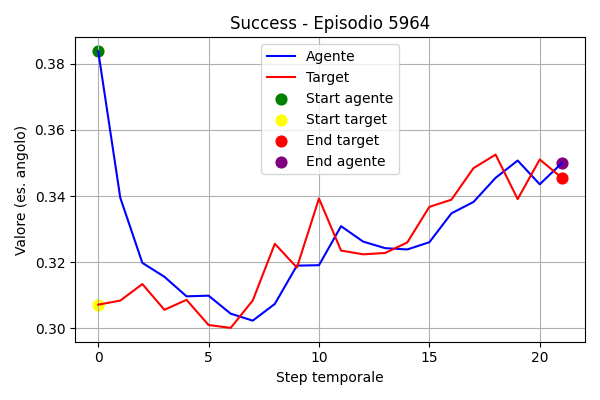 Success - Episodio 5964
Agente
Target
Start agente
Start target
End target
End agente
Valore (es. angolo)
0.38
0.36
0.34
0.32
0.30
0
5
10
15
20
Step temporale